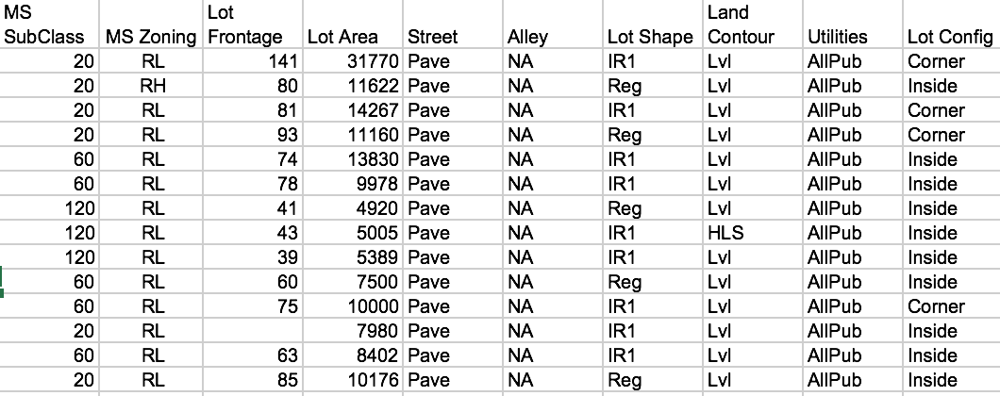 MS SubClass MS Zoning Lot Frontage Lot Area Street Alley Lot Shape Land Contour Utilities Lot Config
20 RL 141 31770 Pave NA IR1 Lvl AllPub Corner
20 RH 80 11622 Pave NA Reg Lvl AllPub Inside
20 RL 81 14267 Pave NA IR1 Lvl AllPub Corner
20 RL 93 11160 Pave NA Reg Lvl AllPub Corner
60 RL 74 13830 Pave NA IR1 Lvl AllPub Inside
60 RL 78 9978 Pave NA IR1 Lvl AllPub Inside
120 RL 41 4920 Pave NA Reg Lvl AllPub Inside
120 RL 43 5005 Pave NA IR1 HLS AllPub Inside
120 RL 39 5389 Pave NA IR1 Lvl AllPub Inside
60 RL 60 7500 Pave NA Reg Lvl AllPub Inside
60 RL 75 10000 Pave NA IR1 Lvl AllPub Corner
20 RL 7980 Pave NA IR1 Lvl AllPub Inside
60 RL 63 8402 Pave NA IR1 Lvl AllPub Inside
20 RL 85 10176 Pave NA Reg Lvl AllPub Inside